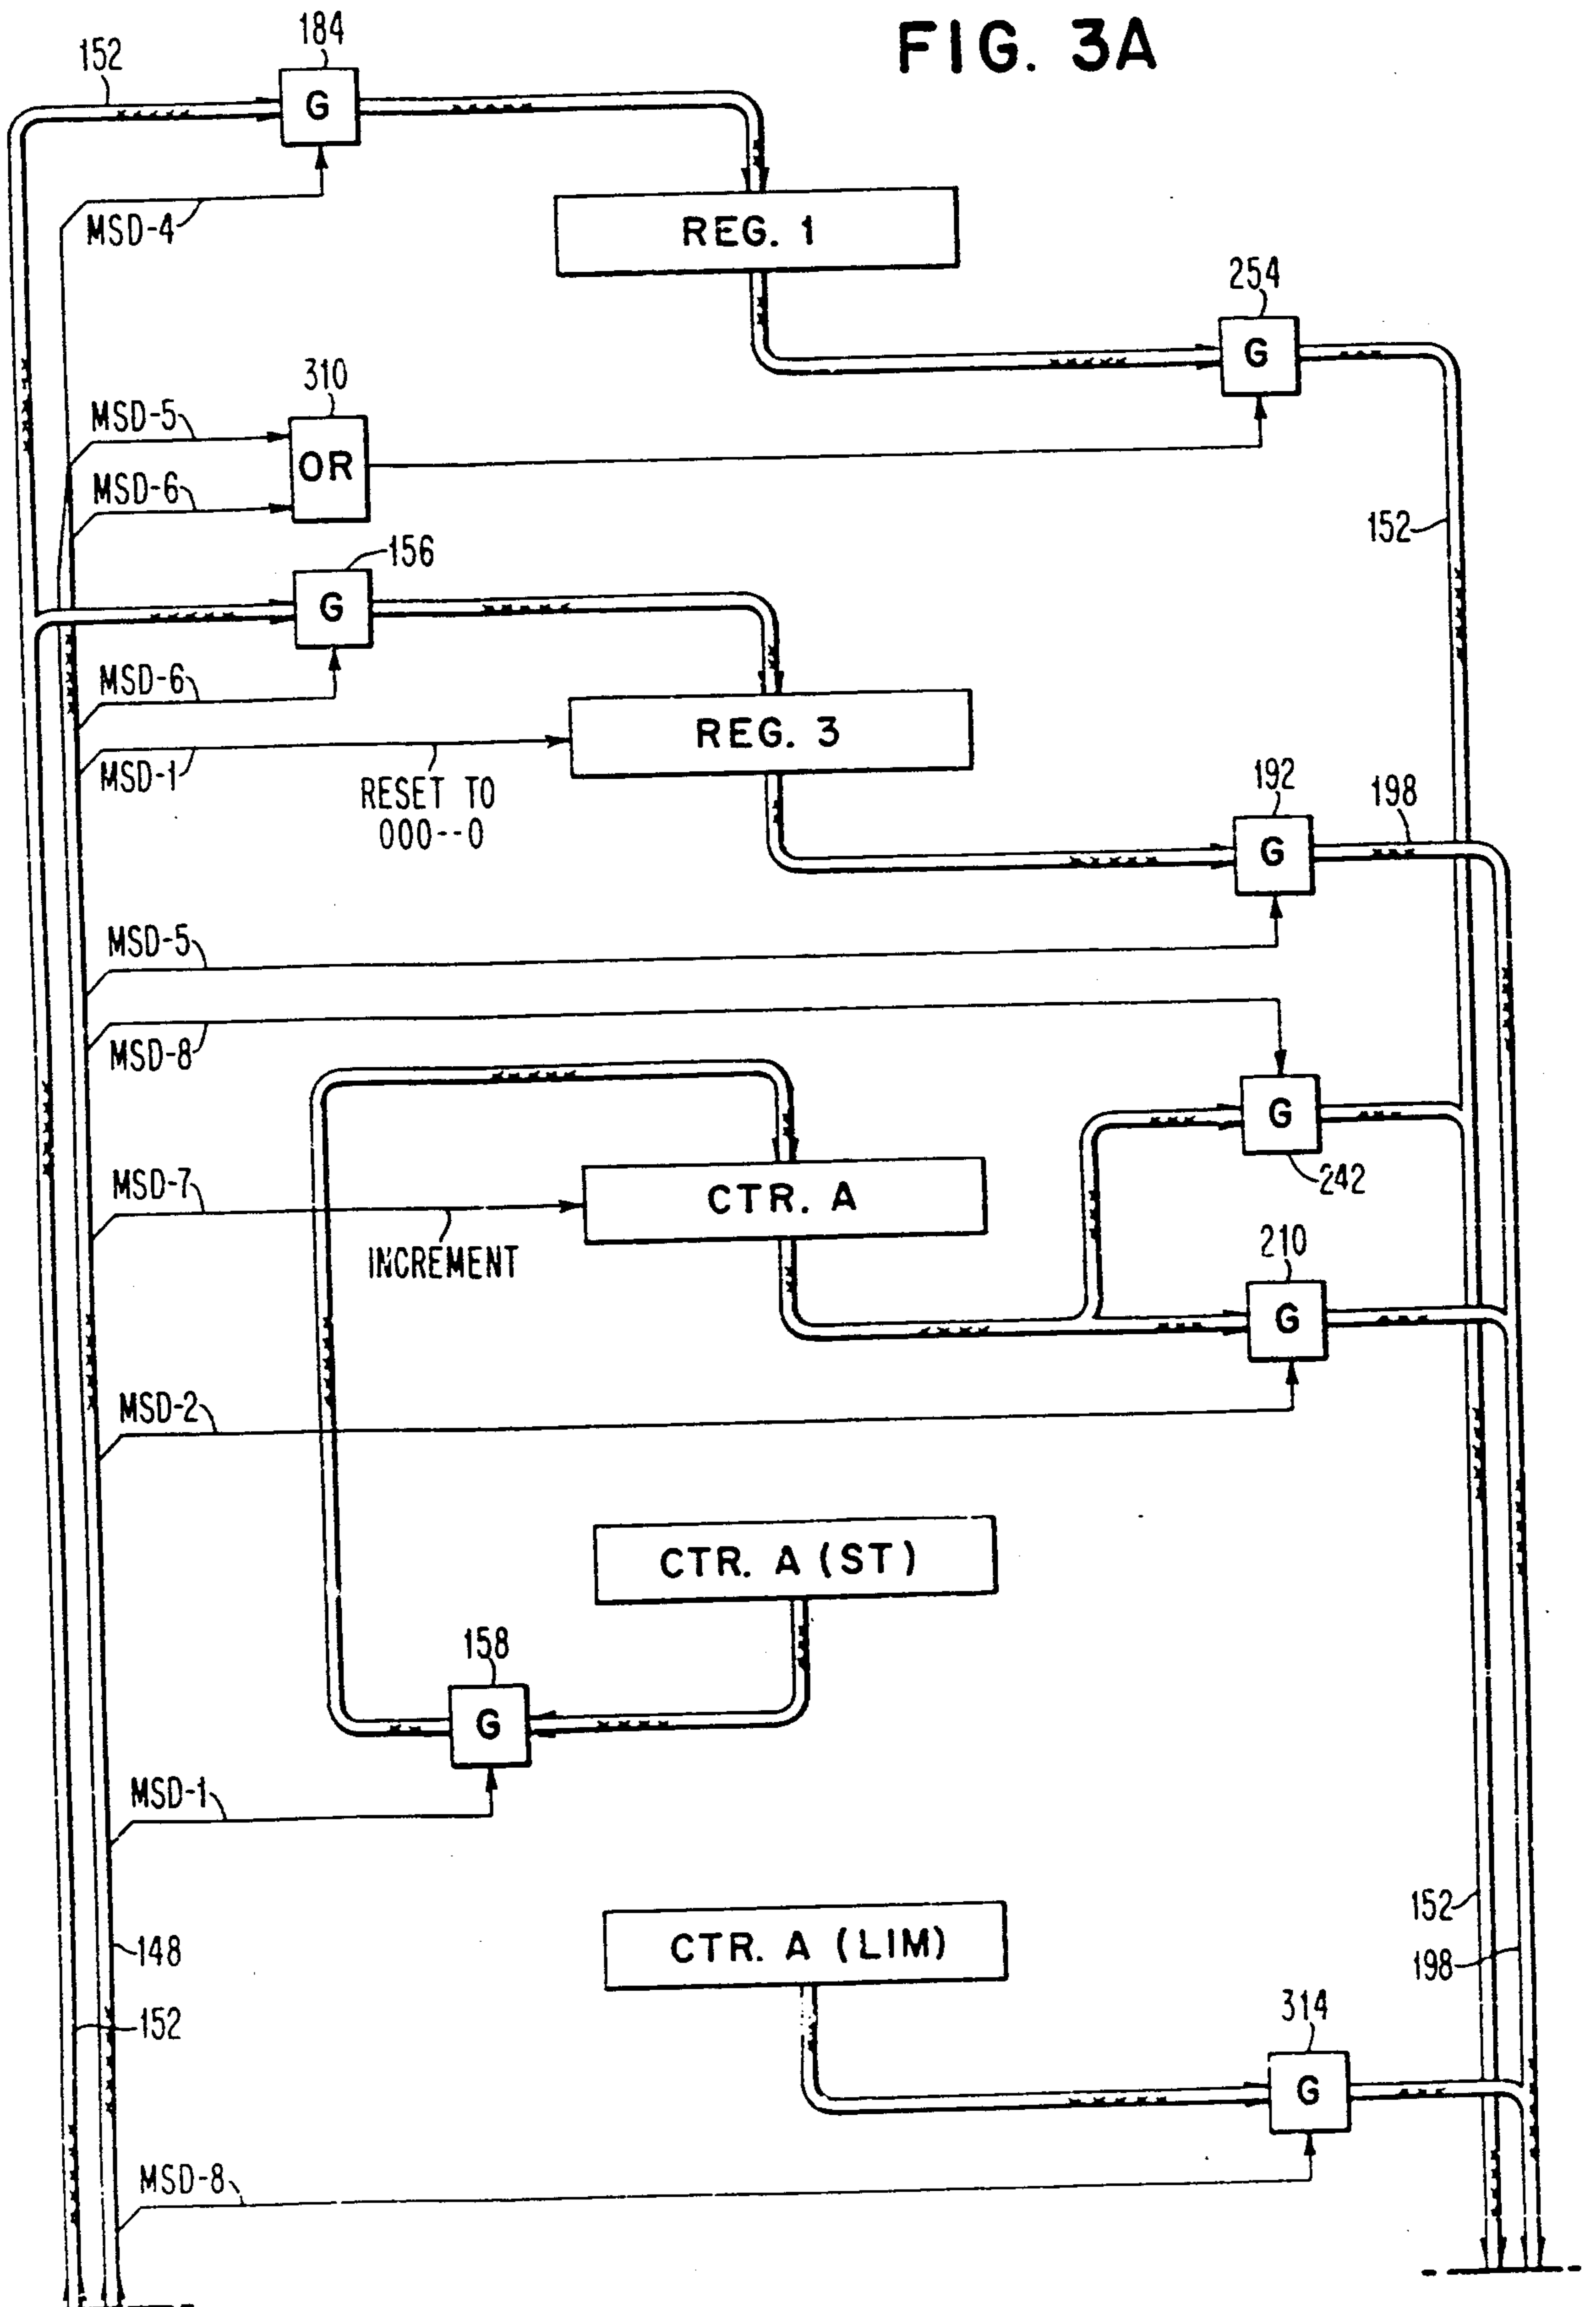 FIG. 3A
152
184
G
MSD-4
REG. 1
254
G
310
MSD-5
OR
MSD-6
152
156
G
MSD-6
REG. 3
MSD-1
RESET TO
000--0
192
198
G
MSD-5
MSD-8
G
242
MSD-7
CTR. A
INCREMENT
210
G
MSD-2
CTR. A (ST)
158
G
MSD-1
152
CTR. A (LIM)
148
198
152
314
G
MSD-8